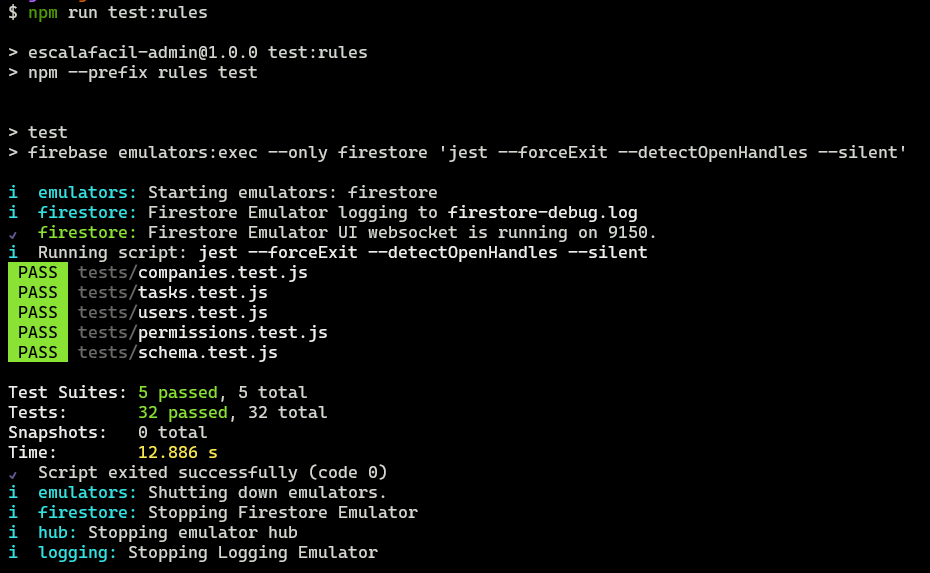 $ npm run test:rules
> escalafacil-admin@1.0.0 test:rules
> npm --prefix rules test
> test
> firebase emulators:exec --only firestore 'jest --forceExit --detectOpenHandles --silent'
i  emulators: Starting emulators: firestore
i  firestore: Firestore Emulator logging to firestore-debug.log
✔  firestore: Firestore Emulator UI websocket is running on 9150.
i  Running script: jest --forceExit --detectOpenHandles --silent
PASS  tests/companies.test.js
PASS  tests/tasks.test.js
PASS  tests/users.test.js
PASS  tests/permissions.test.js
PASS  tests/schema.test.js
Test Suites: 5 passed, 5 total
Tests:       32 passed, 32 total
Snapshots:   0 total
Time:        12.886 s
✔  Script exited successfully (code 0)
i  emulators: Shutting down emulators.
i  firestore: Stopping Firestore Emulator
i  hub: Stopping emulator hub
i  logging: Stopping Logging Emulator